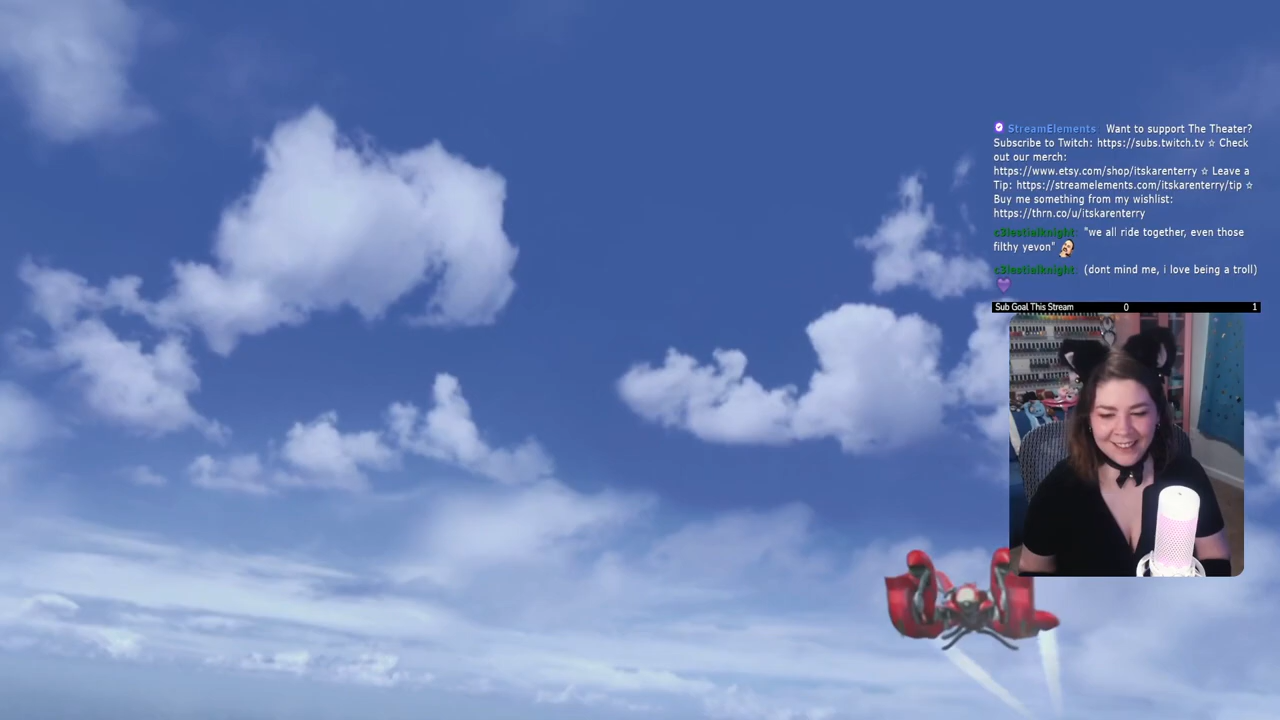 StreamElements: Want to support The Theater?
Subscribe to Twitch: https://subs.twitch.tv ☆ Check
out our merch:
https://www.etsy.com/shop/itskarenterry ☆ Leave a
Tip: https://streamelements.com/itskarenterry/tip ☆
Buy me something from my wishlist:
https://thrn.co/u/itskarenterry
c3lestialknight: "we all ride together, even those
filthy yevon"
c3lestialknight: (dont mind me, i love being a troll)
💜
Sub Goal This Stream 0 1